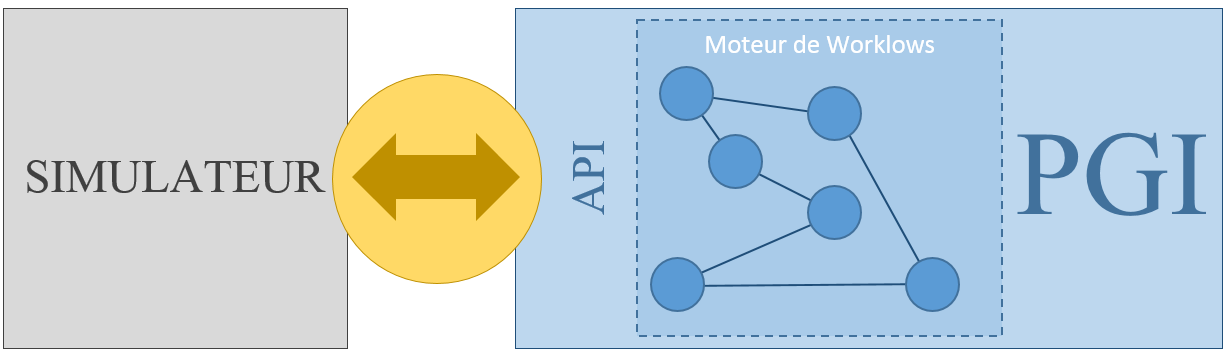 SIMULATEUR
API
Moteur de Worklows
PGI